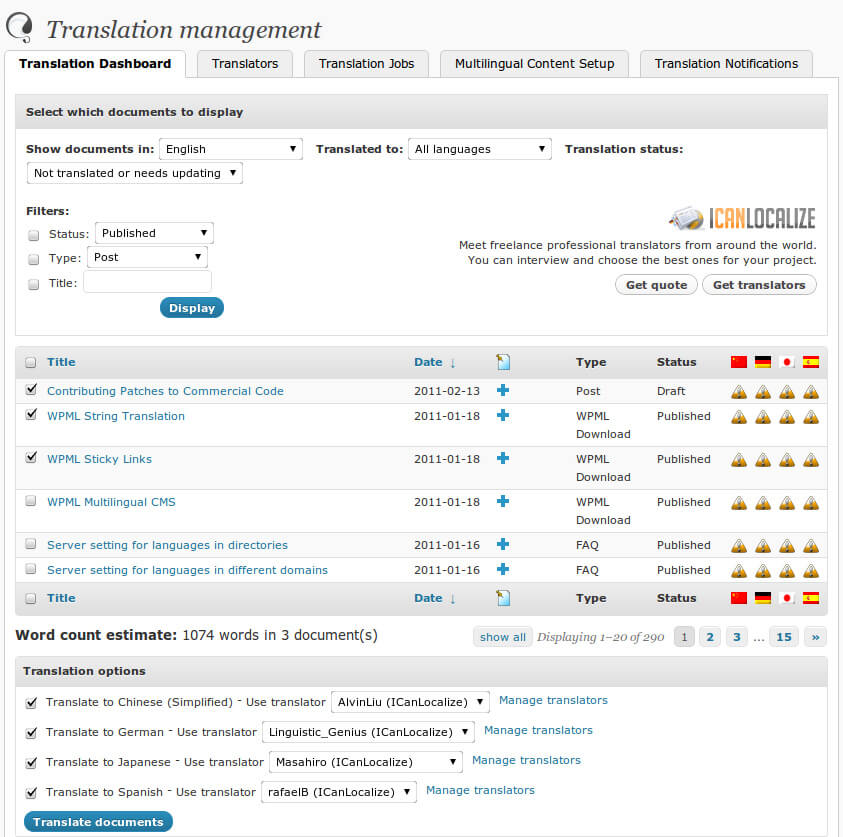 Translation management
Translation Dashboard Translators Translation Jobs Multilingual Content Setup Translation Notifications
Select which documents to display
Show documents in: English Translated to: All languages Translation status:
Not translated or needs updating
Filters:
Status: Published
Type: Post
Title:
Display
ICANLOCALIZE
Meet freelance professional translators from around the world.
You can interview and choose the best ones for your project.
Get quote Get translators
Title Date ↓ Type Status
Contributing Patches to Commercial Code 2011-02-13 Post Draft
WPML String Translation 2011-01-18 WPML Published
Download
WPML Sticky Links 2011-01-18 WPML Published
Download
WPML Multilingual CMS 2011-01-18 WPML Published
Download
Server setting for languages in directories 2011-01-16 FAQ Published
Server setting for languages in different domains 2011-01-16 FAQ Published
Title Date ↓ Type Status
Word count estimate: 1074 words in 3 document(s) show all Displaying 1–20 of 290 1 2 3 ... 15 »
Translation options
Translate to Chinese (Simplified) - Use translator AlvinLiu (ICanLocalize) Manage translators
Translate to German - Use translator Linguistic_Genius (ICanLocalize) Manage translators
Translate to Japanese - Use translator Masahiro (ICanLocalize) Manage translators
Translate to Spanish - Use translator rafaelB (ICanLocalize) Manage translators
Translate documents